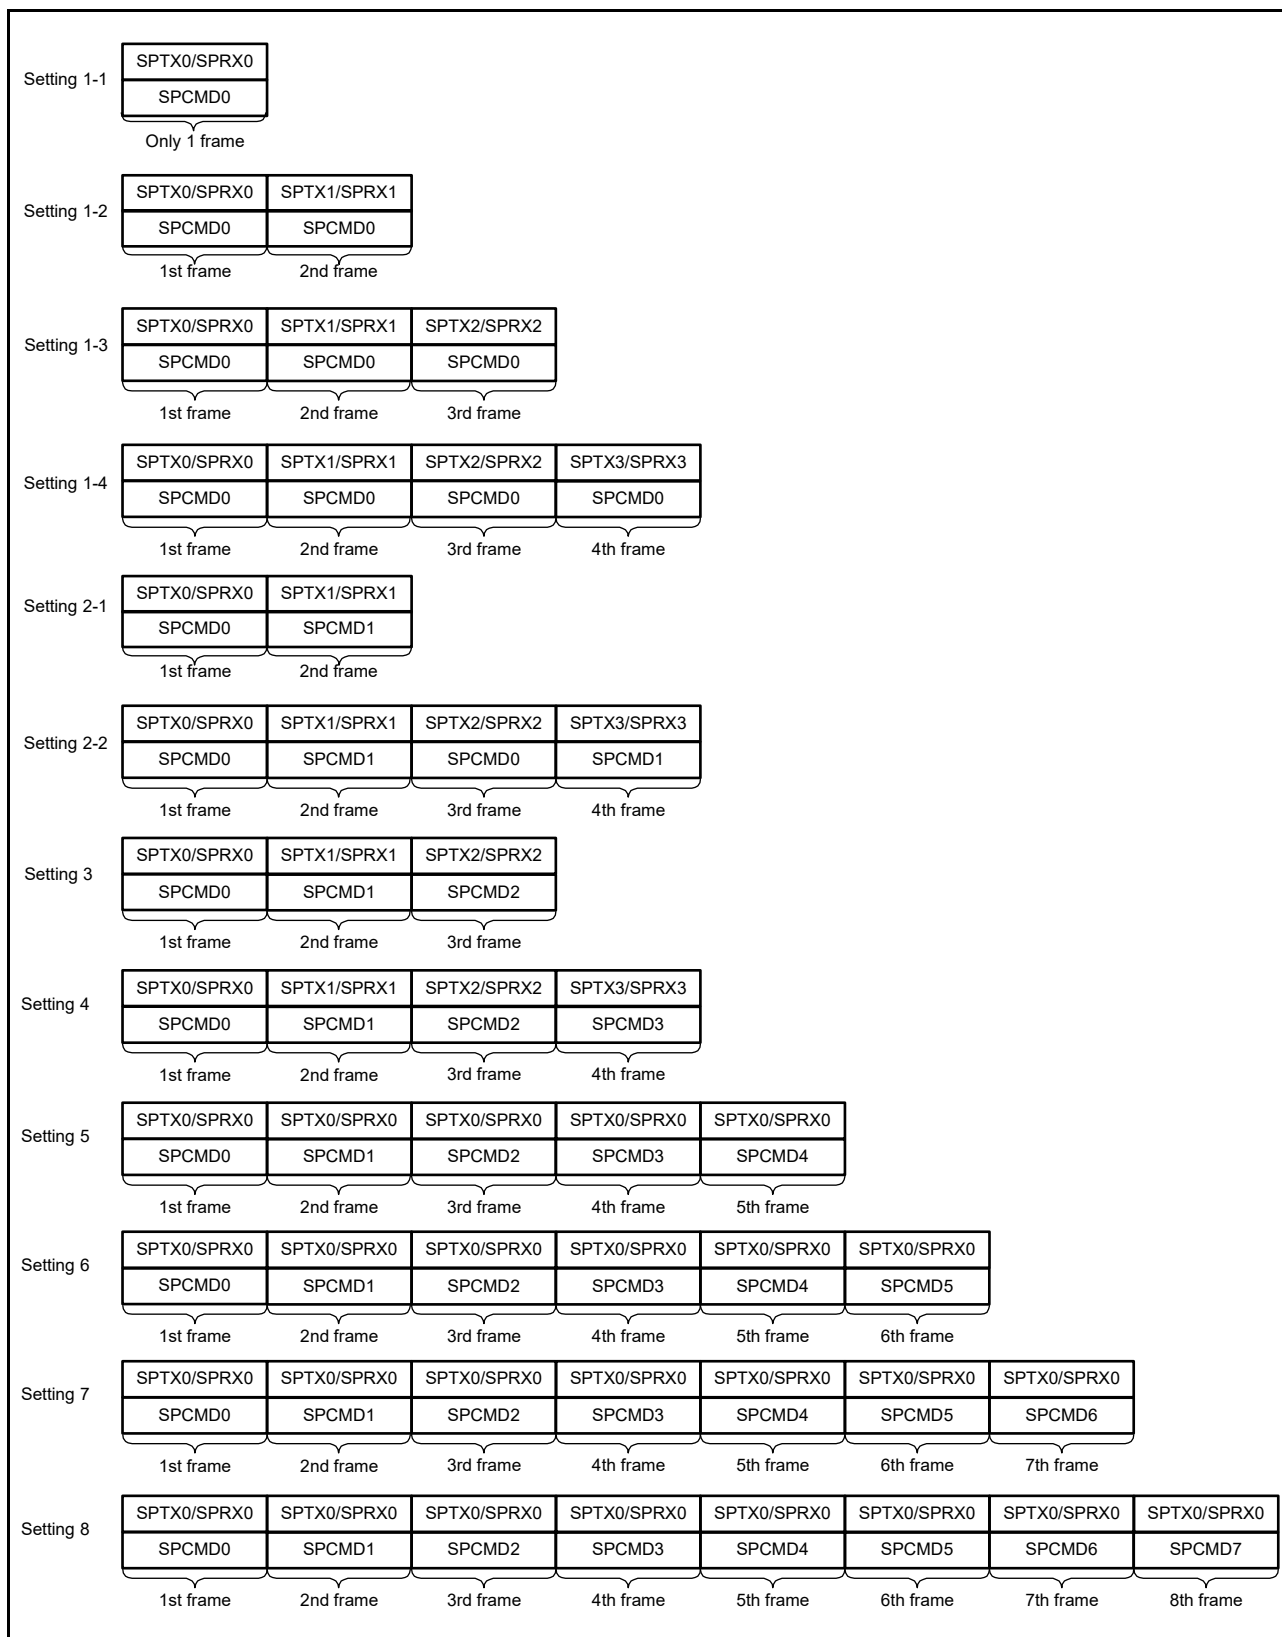 SPTX0/SPRX0
Setting 1-1
SPCMD0
Only 1 frame
SPTX0/SPRX0 SPTX1/SPRX1
Setting 1-2
SPCMD0 SPCMD0
1st frame 2nd frame
SPTX0/SPRX0 SPTX1/SPRX1 SPTX2/SPRX2
Setting 1-3
SPCMD0 SPCMD0 SPCMD0
1st frame 2nd frame 3rd frame
SPTX0/SPRX0 SPTX1/SPRX1 SPTX2/SPRX2 SPTX3/SPRX3
Setting 1-4
SPCMD0 SPCMD0 SPCMD0 SPCMD0
1st frame 2nd frame 3rd frame 4th frame
SPTX0/SPRX0 SPTX1/SPRX1
Setting 2-1
SPCMD0 SPCMD1
1st frame 2nd frame
SPTX0/SPRX0 SPTX1/SPRX1 SPTX2/SPRX2 SPTX3/SPRX3
Setting 2-2
SPCMD0 SPCMD1 SPCMD0 SPCMD1
1st frame 2nd frame 3rd frame 4th frame
SPTX0/SPRX0 SPTX1/SPRX1 SPTX2/SPRX2
Setting 3
SPCMD0 SPCMD1 SPCMD2
1st frame 2nd frame 3rd frame
SPTX0/SPRX0 SPTX1/SPRX1 SPTX2/SPRX2 SPTX3/SPRX3
Setting 4
SPCMD0 SPCMD1 SPCMD2 SPCMD3
1st frame 2nd frame 3rd frame 4th frame
SPTX0/SPRX0 SPTX0/SPRX0 SPTX0/SPRX0 SPTX0/SPRX0 SPTX0/SPRX0
Setting 5
SPCMD0 SPCMD1 SPCMD2 SPCMD3 SPCMD4
1st frame 2nd frame 3rd frame 4th frame 5th frame
SPTX0/SPRX0 SPTX0/SPRX0 SPTX0/SPRX0 SPTX0/SPRX0 SPTX0/SPRX0 SPTX0/SPRX0
Setting 6
SPCMD0 SPCMD1 SPCMD2 SPCMD3 SPCMD4 SPCMD5
1st frame 2nd frame 3rd frame 4th frame 5th frame 6th frame
SPTX0/SPRX0 SPTX0/SPRX0 SPTX0/SPRX0 SPTX0/SPRX0 SPTX0/SPRX0 SPTX0/SPRX0 SPTX0/SPRX0
Setting 7
SPCMD0 SPCMD1 SPCMD2 SPCMD3 SPCMD4 SPCMD5 SPCMD6
1st frame 2nd frame 3rd frame 4th frame 5th frame 6th frame 7th frame
SPTX0/SPRX0 SPTX0/SPRX0 SPTX0/SPRX0 SPTX0/SPRX0 SPTX0/SPRX0 SPTX0/SPRX0 SPTX0/SPRX0 SPTX0/SPRX0
Setting 8
SPCMD0 SPCMD1 SPCMD2 SPCMD3 SPCMD4 SPCMD5 SPCMD6 SPCMD7
1st frame 2nd frame 3rd frame 4th frame 5th frame 6th frame 7th frame 8th frame